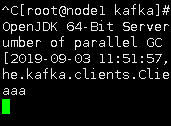 ^C[root@node1 kafka]#
OpenJDK 64-Bit Server
umber of parallel GC
[2019-09-03 11:51:57,
he.kafka.clients.Clie
aaa